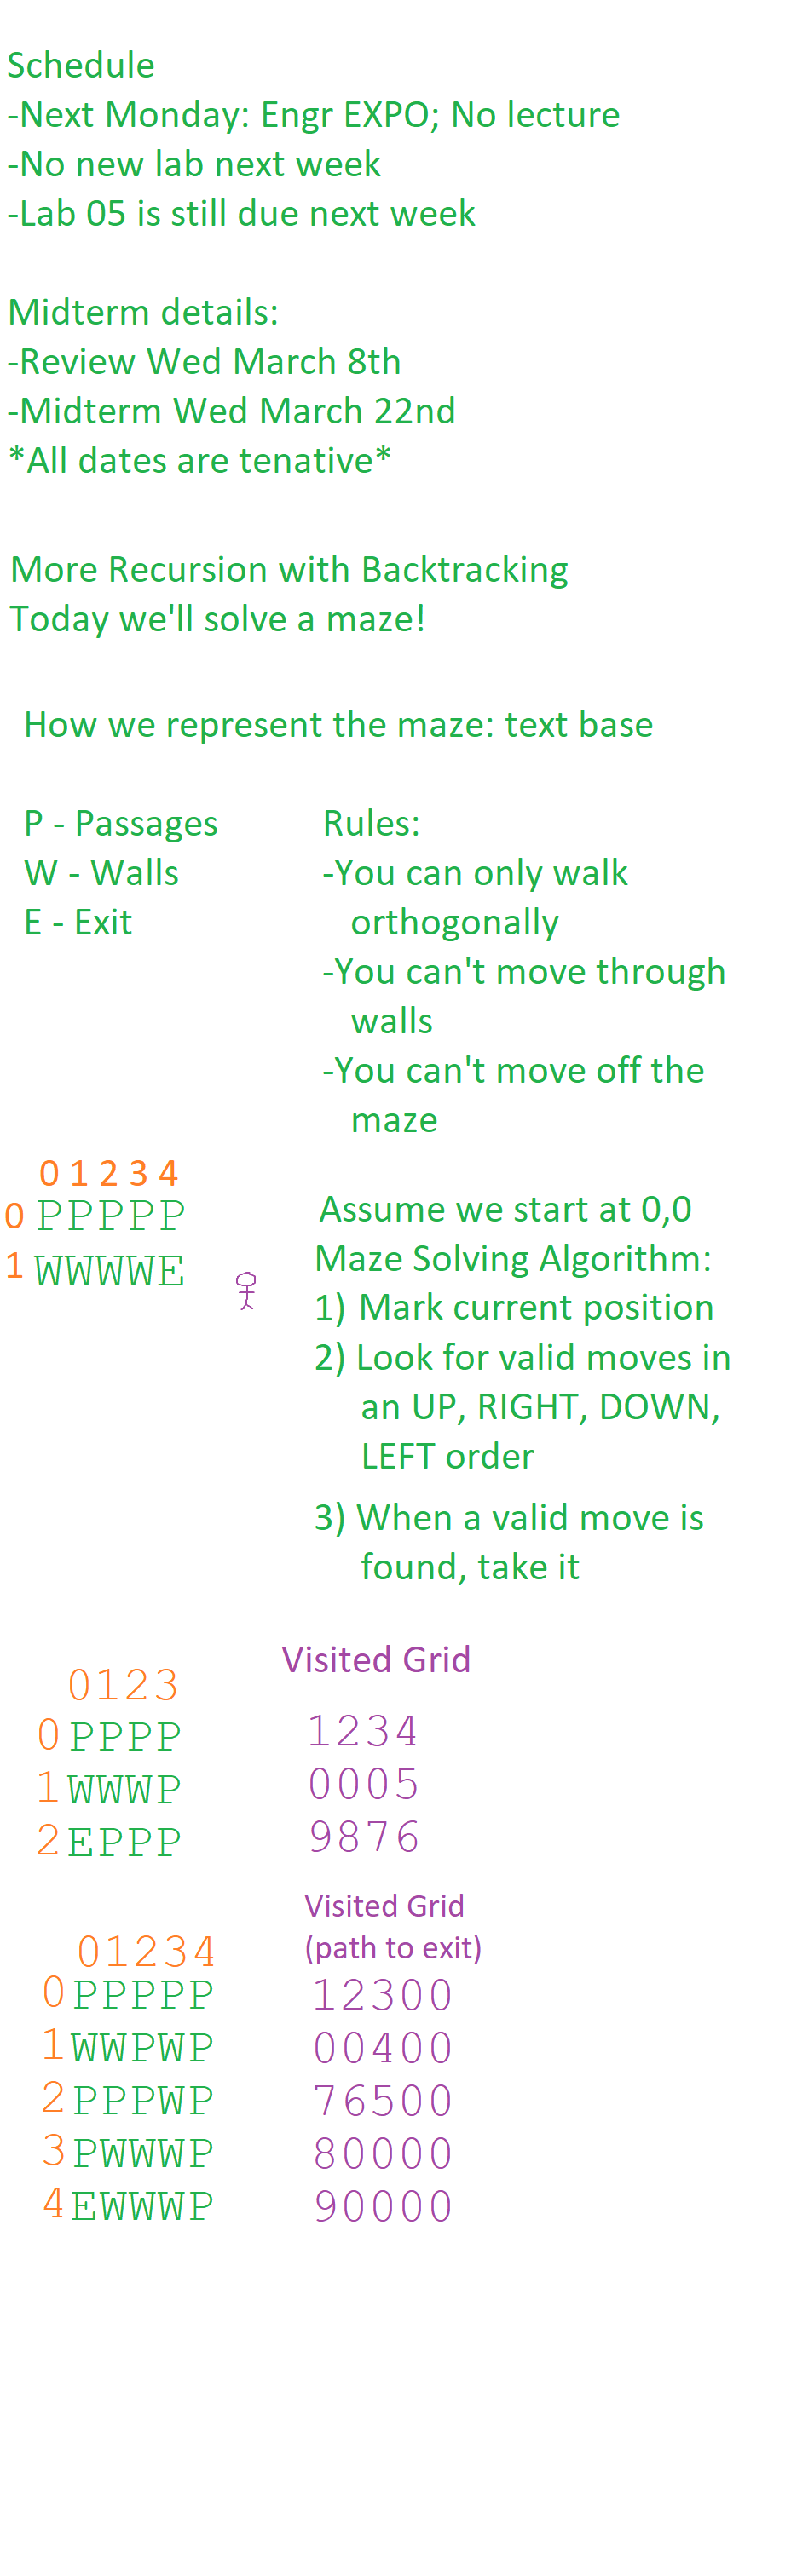 Schedule
-Next Monday: Engr EXPO; No lecture
-No new lab next week
-Lab 05 is still due next week
Midterm details:
-Review Wed March 8th
-Midterm Wed March 22nd
*All dates are tenative*
More Recursion with Backtracking
Today we'll solve a maze!
How we represent the maze: text base
P - Passages
W - Walls
E - Exit
Rules:
-You can only walk
orthogonally
-You can't move through
walls
-You can't move off the
maze
0 1 2 3 4
0 PPPPP
1 WWWWE
Assume we start at 0,0
Maze Solving Algorithm:
1) Mark current position
2) Look for valid moves in
an UP, RIGHT, DOWN,
LEFT order
3) When a valid move is
found, take it
0123
0 PPPP
1 WWWP
2 EPPP
Visited Grid
1234
0005
9876
01234
0 PPPPP
1 WWPWP
2 PPPWP
3 PWWWP
4 EWWWP
Visited Grid
(path to exit)
12300
00400
76500
80000
90000